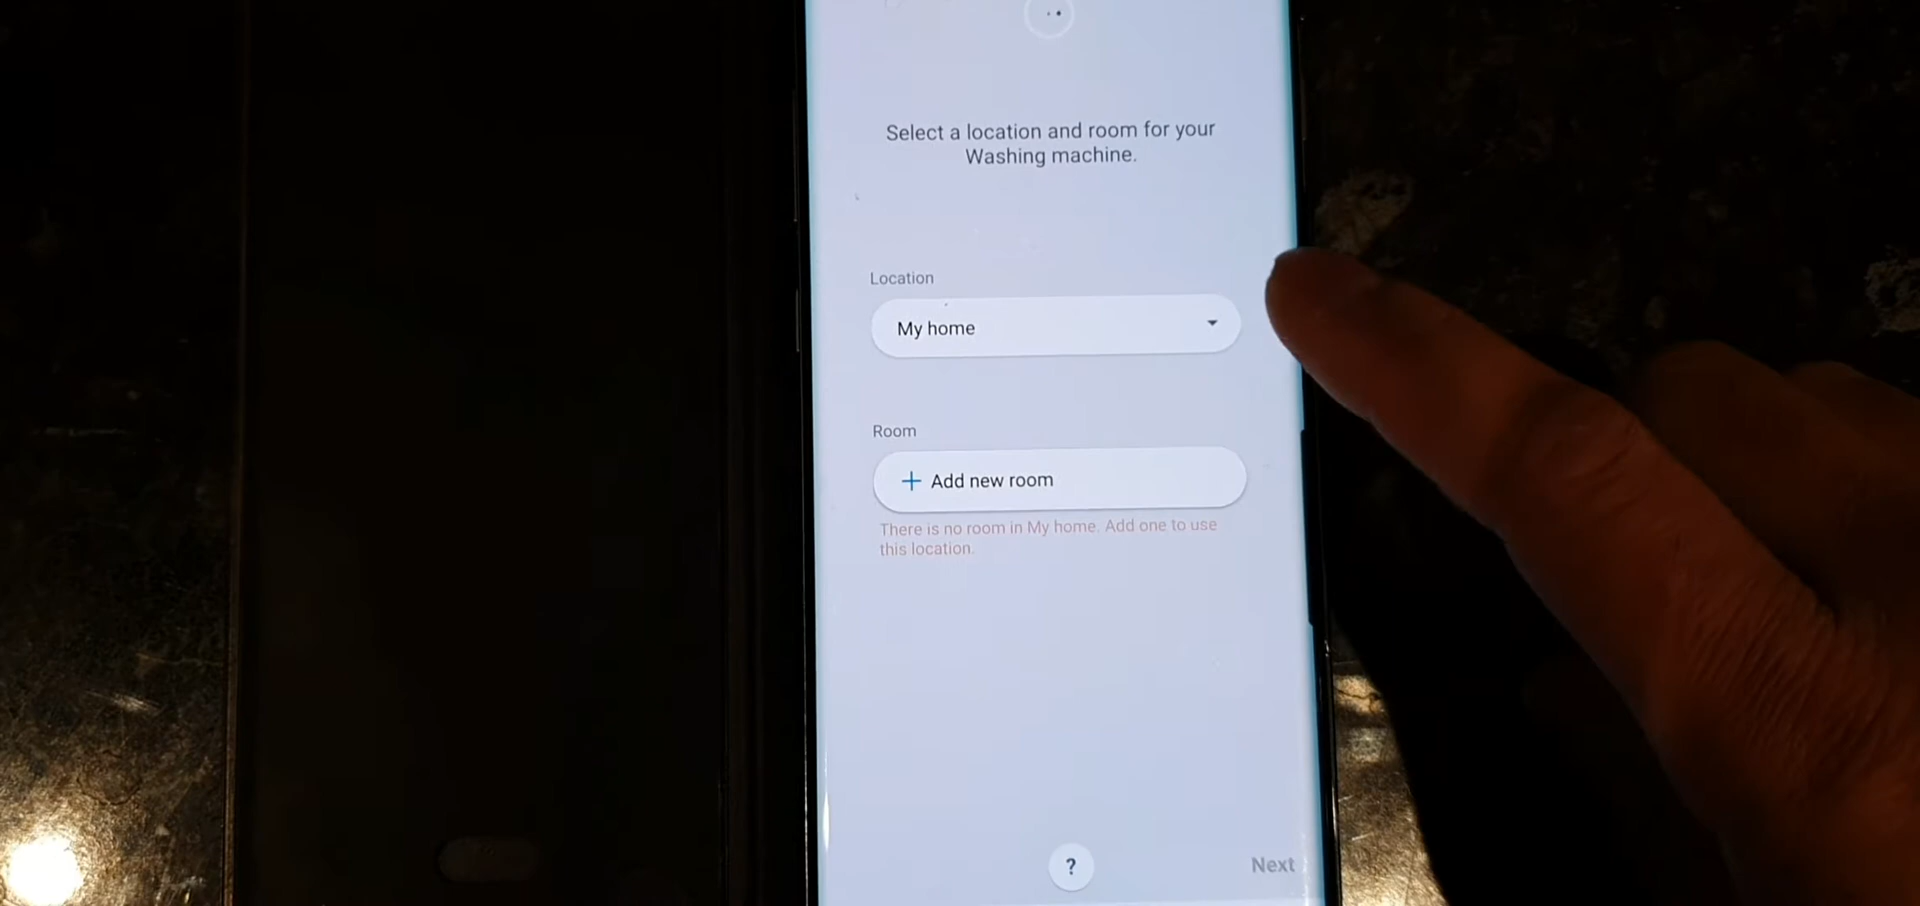 Select a location and room for your
Washing machine.
Location
My home
Room
+ Add new room
There is no room in My home. Add one to use
this location.
?
Next